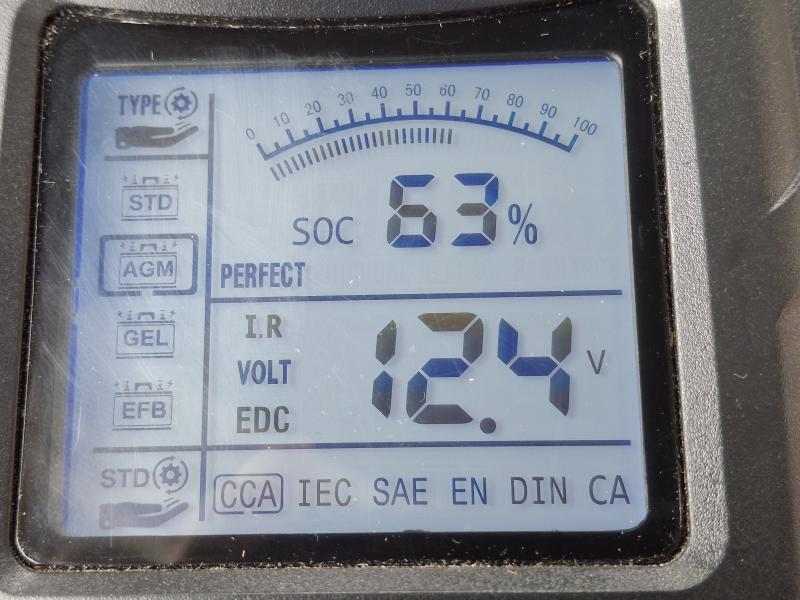 TYPE
0 10 20 30 40 50 60 70 80 90 100
STD
SOC 63%
AGM
PERFECT
I.R
GEL
VOLT 12.4 V
EFB
EDC
STD
CCA IEC SAE EN DIN CA